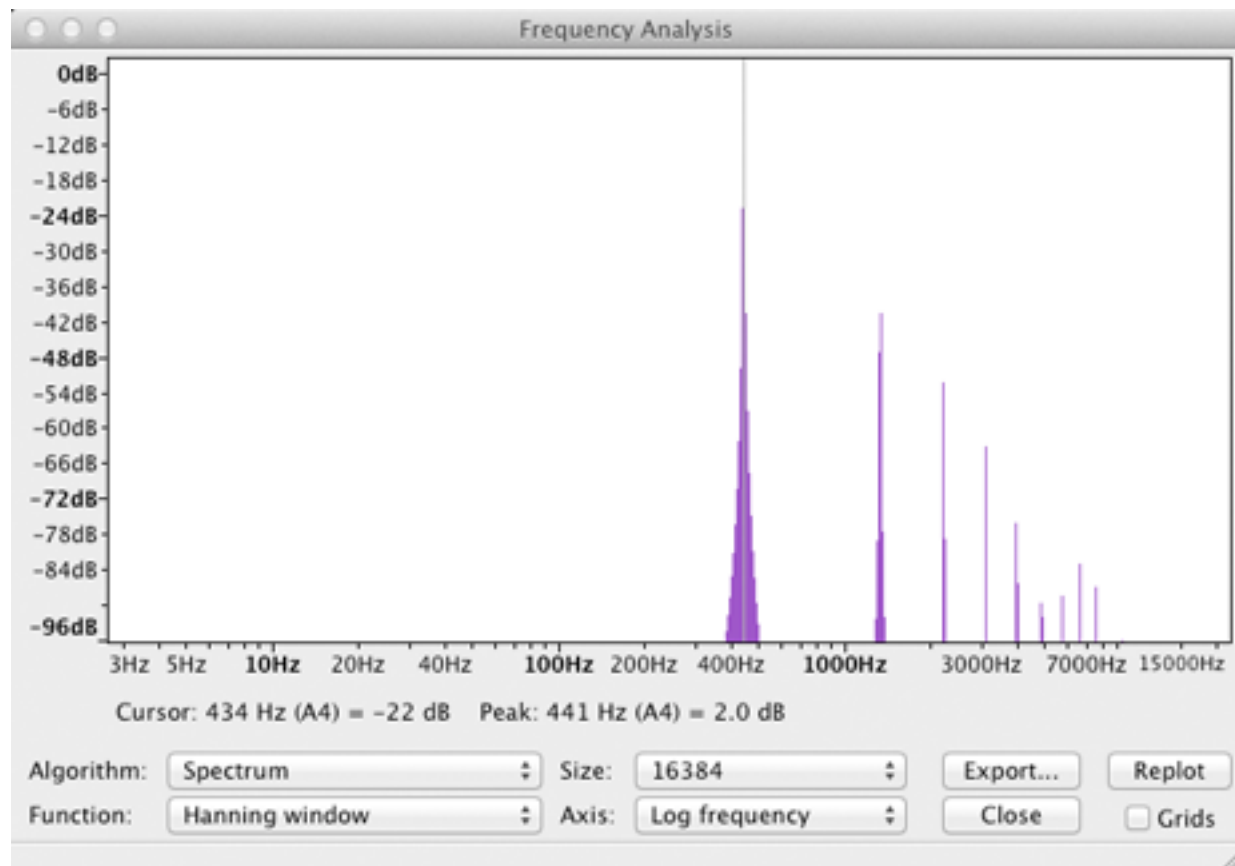 Frequency Analysis
0dB
-6dB
-12dB
-18dB
-24dB
-30dB
-36dB
-42dB
-48dB
-54dB
-60dB
-66dB
-72dB
-78dB
-84dB
-96dB
3Hz 5Hz 10Hz 20Hz 40Hz 100Hz 200Hz 400Hz 1000Hz 3000Hz 7000Hz 15000Hz
Cursor: 434 Hz (A4) = -22 dB Peak: 441 Hz (A4) = 2.0 dB
Algorithm: Spectrum Size: 16384 Export... Replot
Function: Hanning window Axis: Log frequency Close Grids